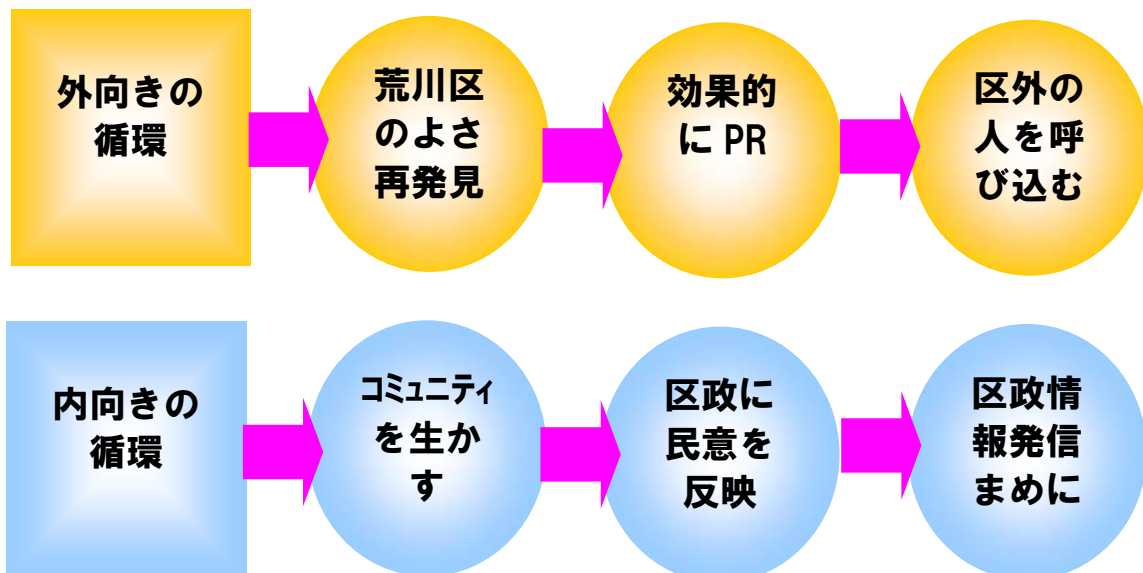 外向きの
循環
荒川区
のよさ
再発見
効果的
に PR
区外の
人を呼
び込む
内向きの
循環
コミュニティ
を生か
す
区政に
民意を
反映
区政情
報発信
まめに